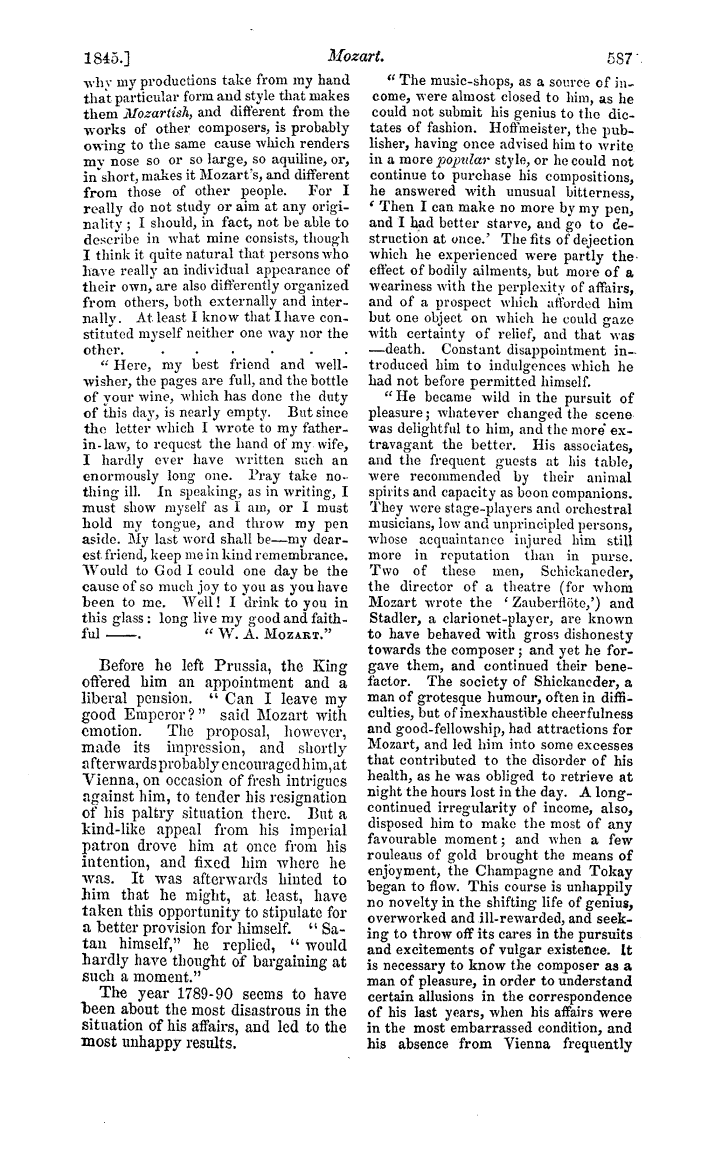 1845.] Mozart. 587
why my productions take from my hand
that particular form and style that makes
them Mozartish, and different from the
works of other composers, is probably
owing to the same cause which renders
my nose so or so large, so aquiline, or,
in short, makes it Mozart's, and different
from those of other people. For I
really do not study or aim at any origi-
nality; I should, in fact, not be able to
describe in what mine consists, though
I think it quite natural that persons who
have really an individual appearance of
their own, are also differently organized
from others, both externally and inter-
nally. At least I know that I have con-
stituted myself neither one way nor the
other. . . . . . .
"Here, my best friend and well-
wisher, the pages are full, and the bottle
of your wine, which has done the duty
of this day, is nearly empty. But since
the letter which I wrote to my father-
in-law, to request the hand of my wife,
I hardly ever have written such an
enormously long one. Pray take no-
thing ill. In speaking, as in writing, I
must show myself as I am, or I must
hold my tongue, and throw my pen
aside. My last word shall be—my dear-
est friend, keep me in kind remembrance.
Would to God I could one day be the
cause of so much joy to you as you have
been to me. Well! I drink to you in
this glass: long live my good and faith-
ful ——. "W. A. MOZART."
Before he left Prussia, the King
offered him an appointment and a
liberal pension. "Can I leave my
good Emperor?" said Mozart with
emotion. The proposal, however,
made its impression, and shortly
afterwards probably encouraged him, at
Vienna, on occasion of fresh intrigues
against him, to tender his resignation
of his paltry situation there. But a
kind-like appeal from his imperial
patron drove him at once from his
intention, and fixed him where he
was. It was afterwards hinted to
him that he might, at least, have
taken this opportunity to stipulate for
a better provision for himself. "Sa-
tan himself," he replied, "would
hardly have thought of bargaining at
such a moment."
The year 1789-90 seems to have
been about the most disastrous in the
situation of his affairs, and led to the
most unhappy results.
"The music-shops, as a source of in-
come, were almost closed to him, as he
could not submit his genius to the dic-
tates of fashion. Hoffmeister, the pub-
lisher, having once advised him to write
in a more popular style, or he could not
continue to purchase his compositions,
he answered with unusual bitterness,
'Then I can make no more by my pen,
and I had better starve, and go to de-
struction at once.' The fits of dejection
which he experienced were partly the
effect of bodily ailments, but more of a
weariness with the perplexity of affairs,
and of a prospect which afforded him
but one object on which he could gaze
with certainty of relief, and that was
—death. Constant disappointment in-
troduced him to indulgences which he
had not before permitted himself.
"He became wild in the pursuit of
pleasure; whatever changed the scene
was delightful to him, and the more ex-
travagant the better. His associates,
and the frequent guests at his table,
were recommended by their animal
spirits and capacity as boon companions.
They were stage-players and orchestral
musicians, low and unprincipled persons,
whose acquaintance injured him still
more in reputation than in purse.
Two of these men, Schickaneder,
the director of a theatre (for whom
Mozart wrote the 'Zauberflöte,') and
Stadler, a clarionet-player, are known
to have behaved with gross dishonesty
towards the composer; and yet he for-
gave them, and continued their bene-
factor. The society of Shickaneder, a
man of grotesque humour, often in diffi-
culties, but of inexhaustible cheerfulness
and good-fellowship, had attractions for
Mozart, and led him into some excesses
that contributed to the disorder of his
health, as he was obliged to retrieve at
night the hours lost in the day. A long-
continued irregularity of income, also,
disposed him to make the most of any
favourable moment; and when a few
rouleaus of gold brought the means of
enjoyment, the Champagne and Tokay
began to flow. This course is unhappily
no novelty in the shifting life of genius,
overworked and ill-rewarded, and seek-
ing to throw off its cares in the pursuits
and excitements of vulgar existence. It
is necessary to know the composer as a
man of pleasure, in order to understand
certain allusions in the correspondence
of his last years, when his affairs were
in the most embarrassed condition, and
his absence from Vienna frequently